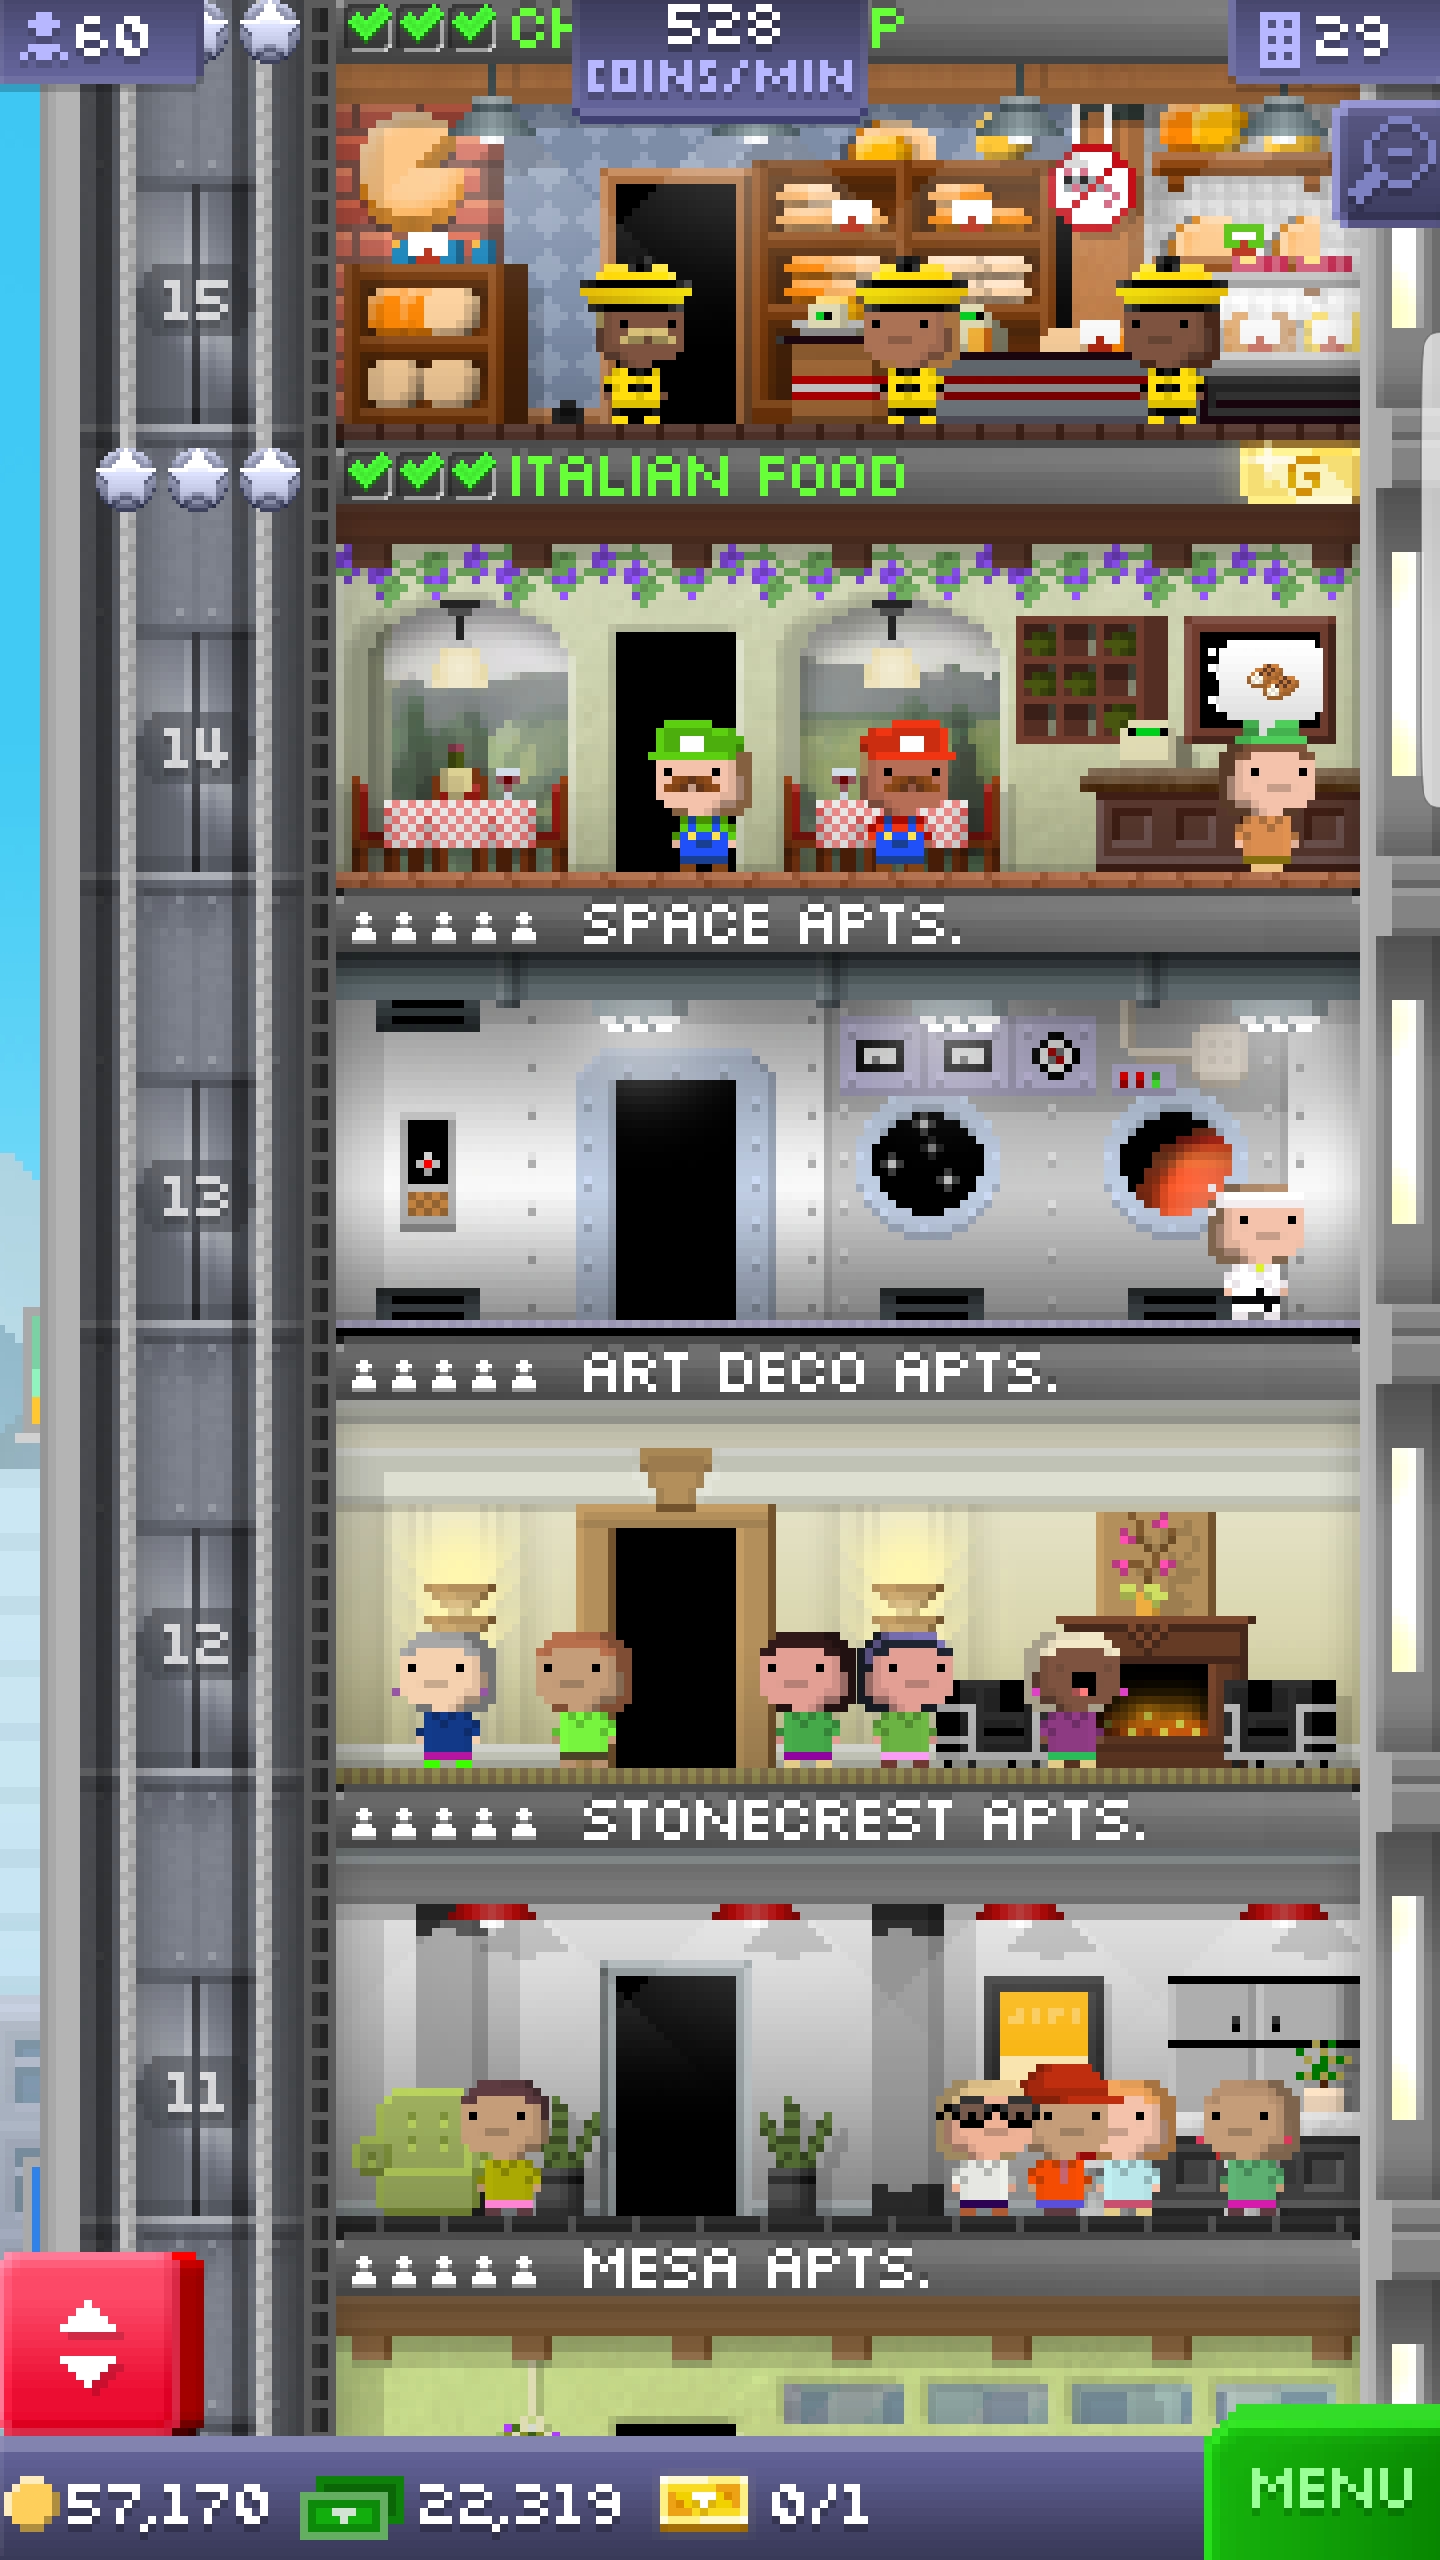 60
528
COINS/MIN
29
CH P
15
ITALIAN FOOD
G
14
SPACE APTS.
13
ART DECO APTS.
12
STONECREST APTS.
11
MESA APTS.
57,170
22,319
0/1
MENU